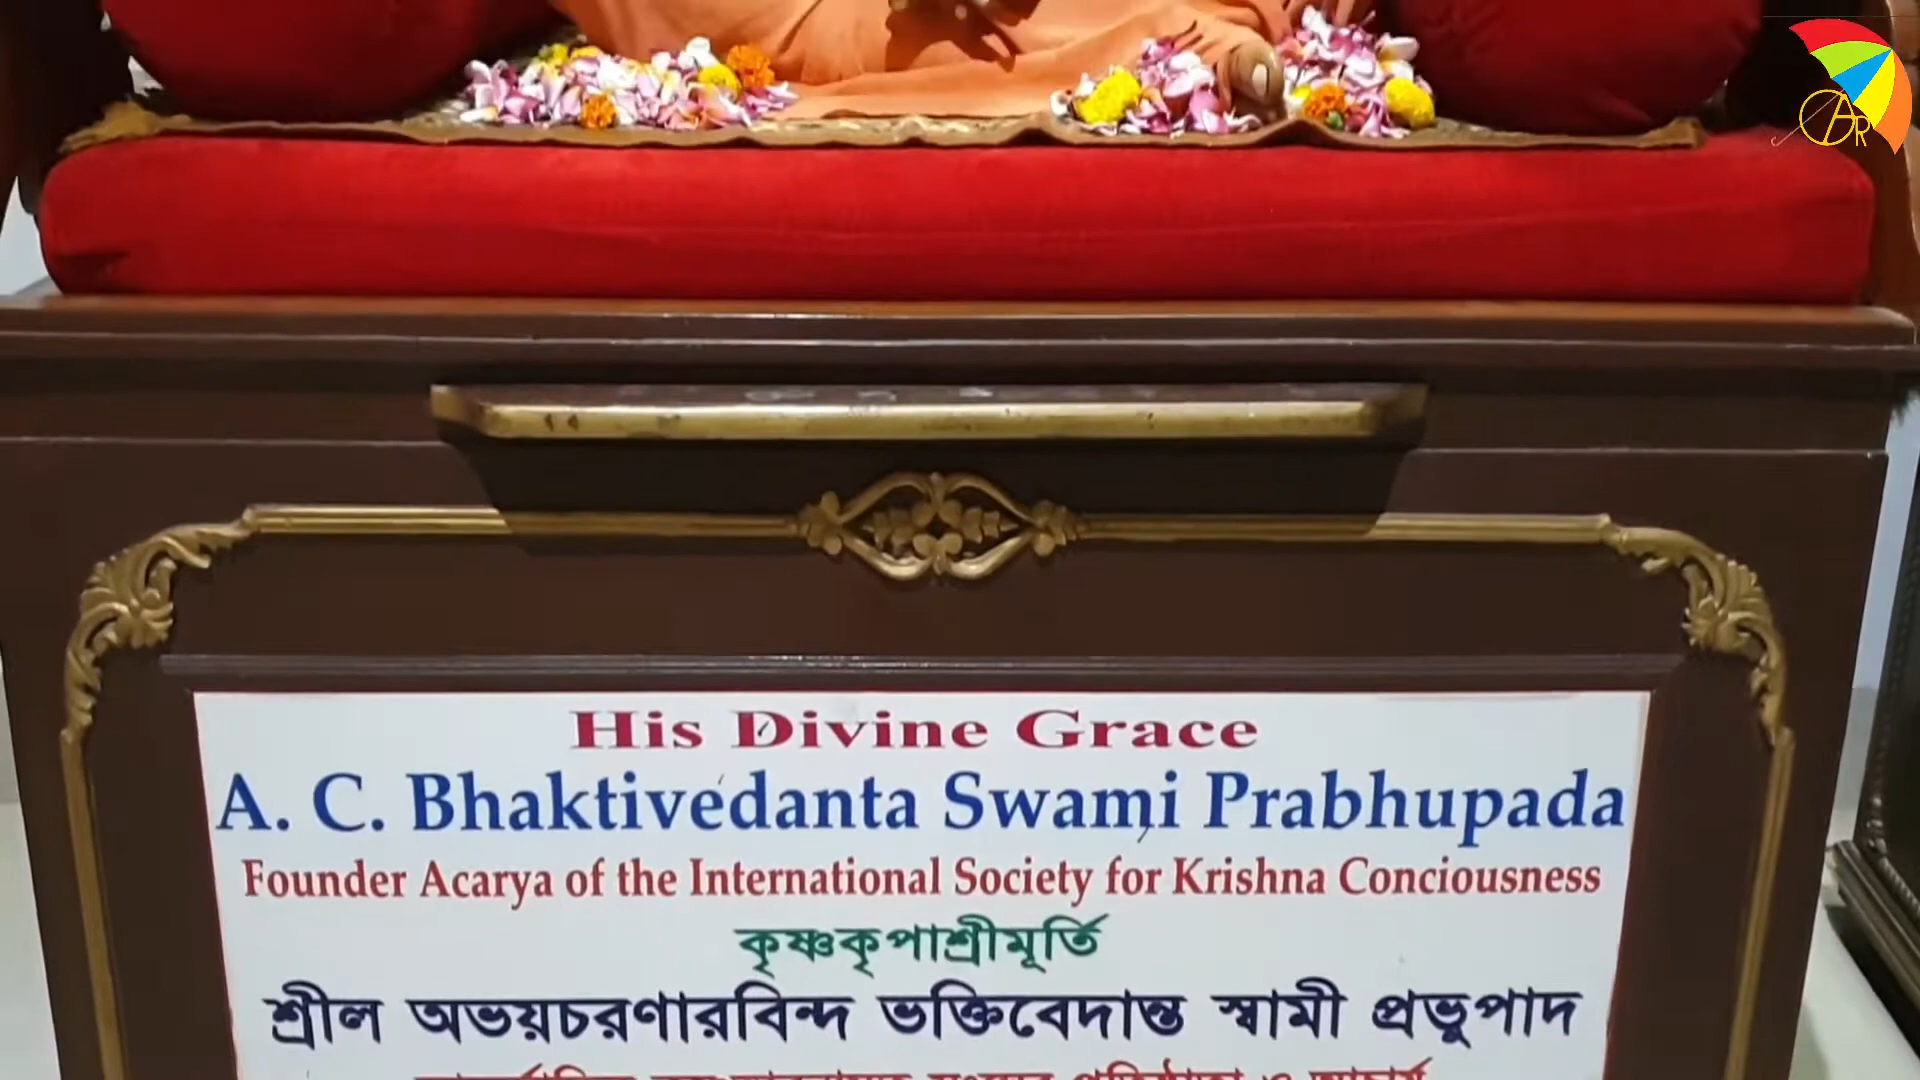 His Divine Grace
A. C. Bhaktivedanta Swami Prabhupada
Founder Acarya of the International Society for Krishna Conciousness
কৃষ্ণকৃপাশ্রীমূর্তি
শ্রীল অভয়চরণারবিন্দ ভক্তিবেদান্ত স্বামী প্রভুপাদ